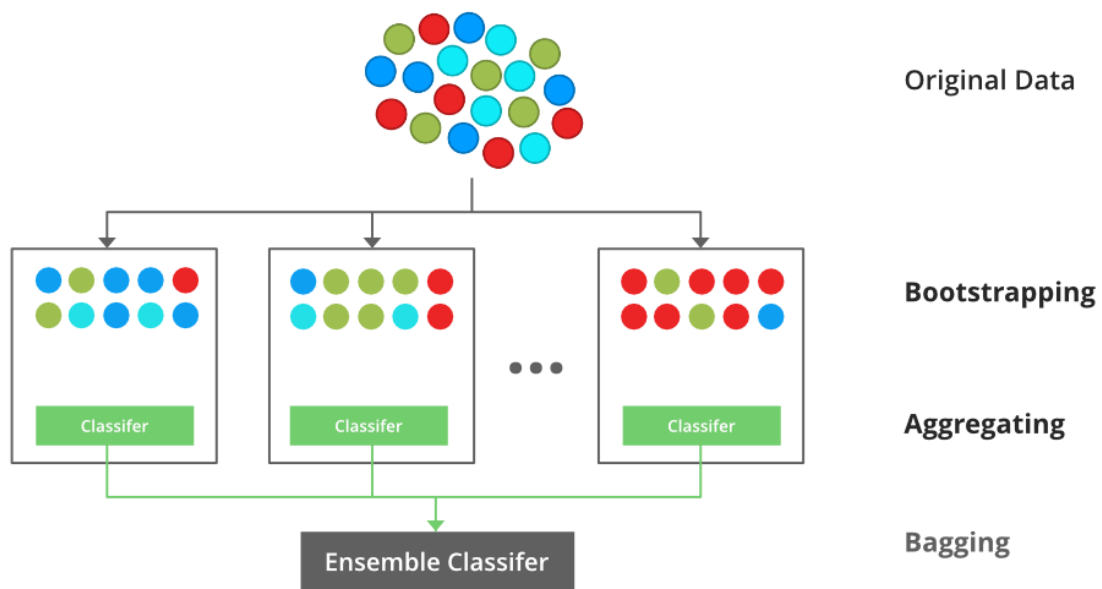 Original Data
Bootstrapping
Classifer
Classifer
Classifer
Aggregating
Ensemble Classifer
Bagging